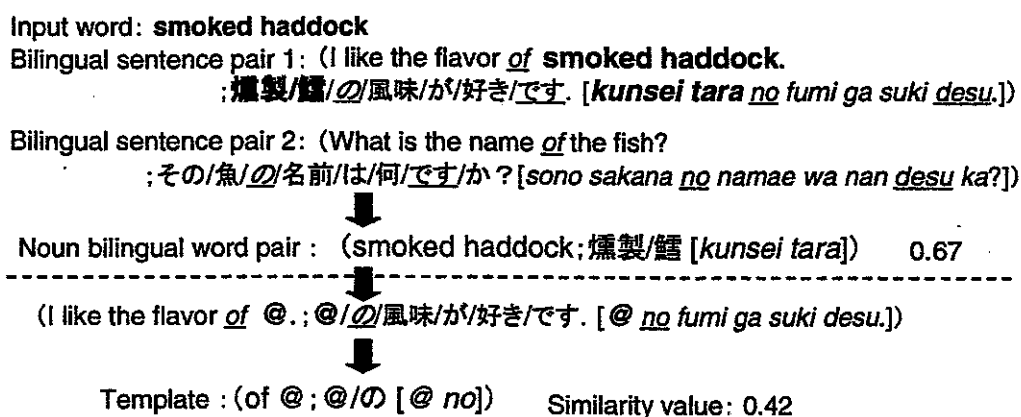 Input word: smoked haddock
Bilingual sentence pair 1: (I like the flavor of smoked haddock.
;燻製/鱈/の/風味/が/好き/です. [kunsei tara no fumi ga suki desu.])
Bilingual sentence pair 2: (What is the name of the fish?
;その/魚/の/名前/は/何/です/か？[sono sakana no namae wa nan desu ka?])
Noun bilingual word pair : (smoked haddock;燻製/鱈 [kunsei tara]) 0.67
(I like the flavor of @.;@/の/風味/が/好き/です. [@ no fumi ga suki desu.])
Template : (of @;@/の [@ no]) Similarity value: 0.42